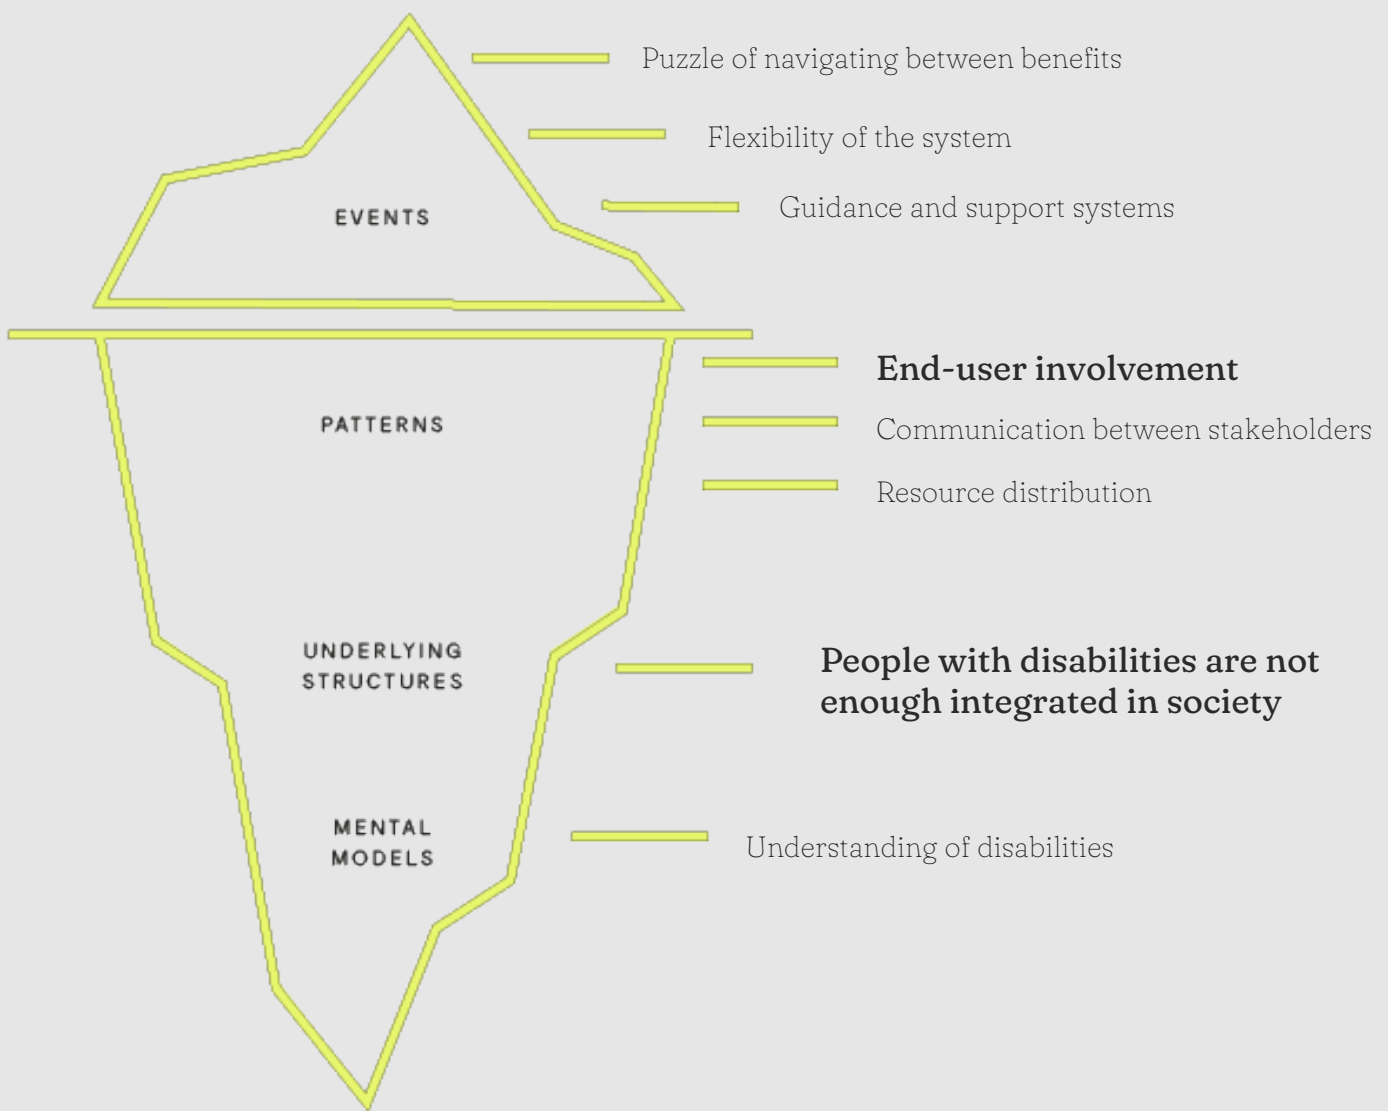 Puzzle of navigating between benefits
Flexibility of the system
Guidance and support systems
EVENTS
End-user involvement
PATTERNS
Communication between stakeholders
Resource distribution
UNDERLYING
STRUCTURES
People with disabilities are not
enough integrated in society
MENTAL
MODELS
Understanding of disabilities